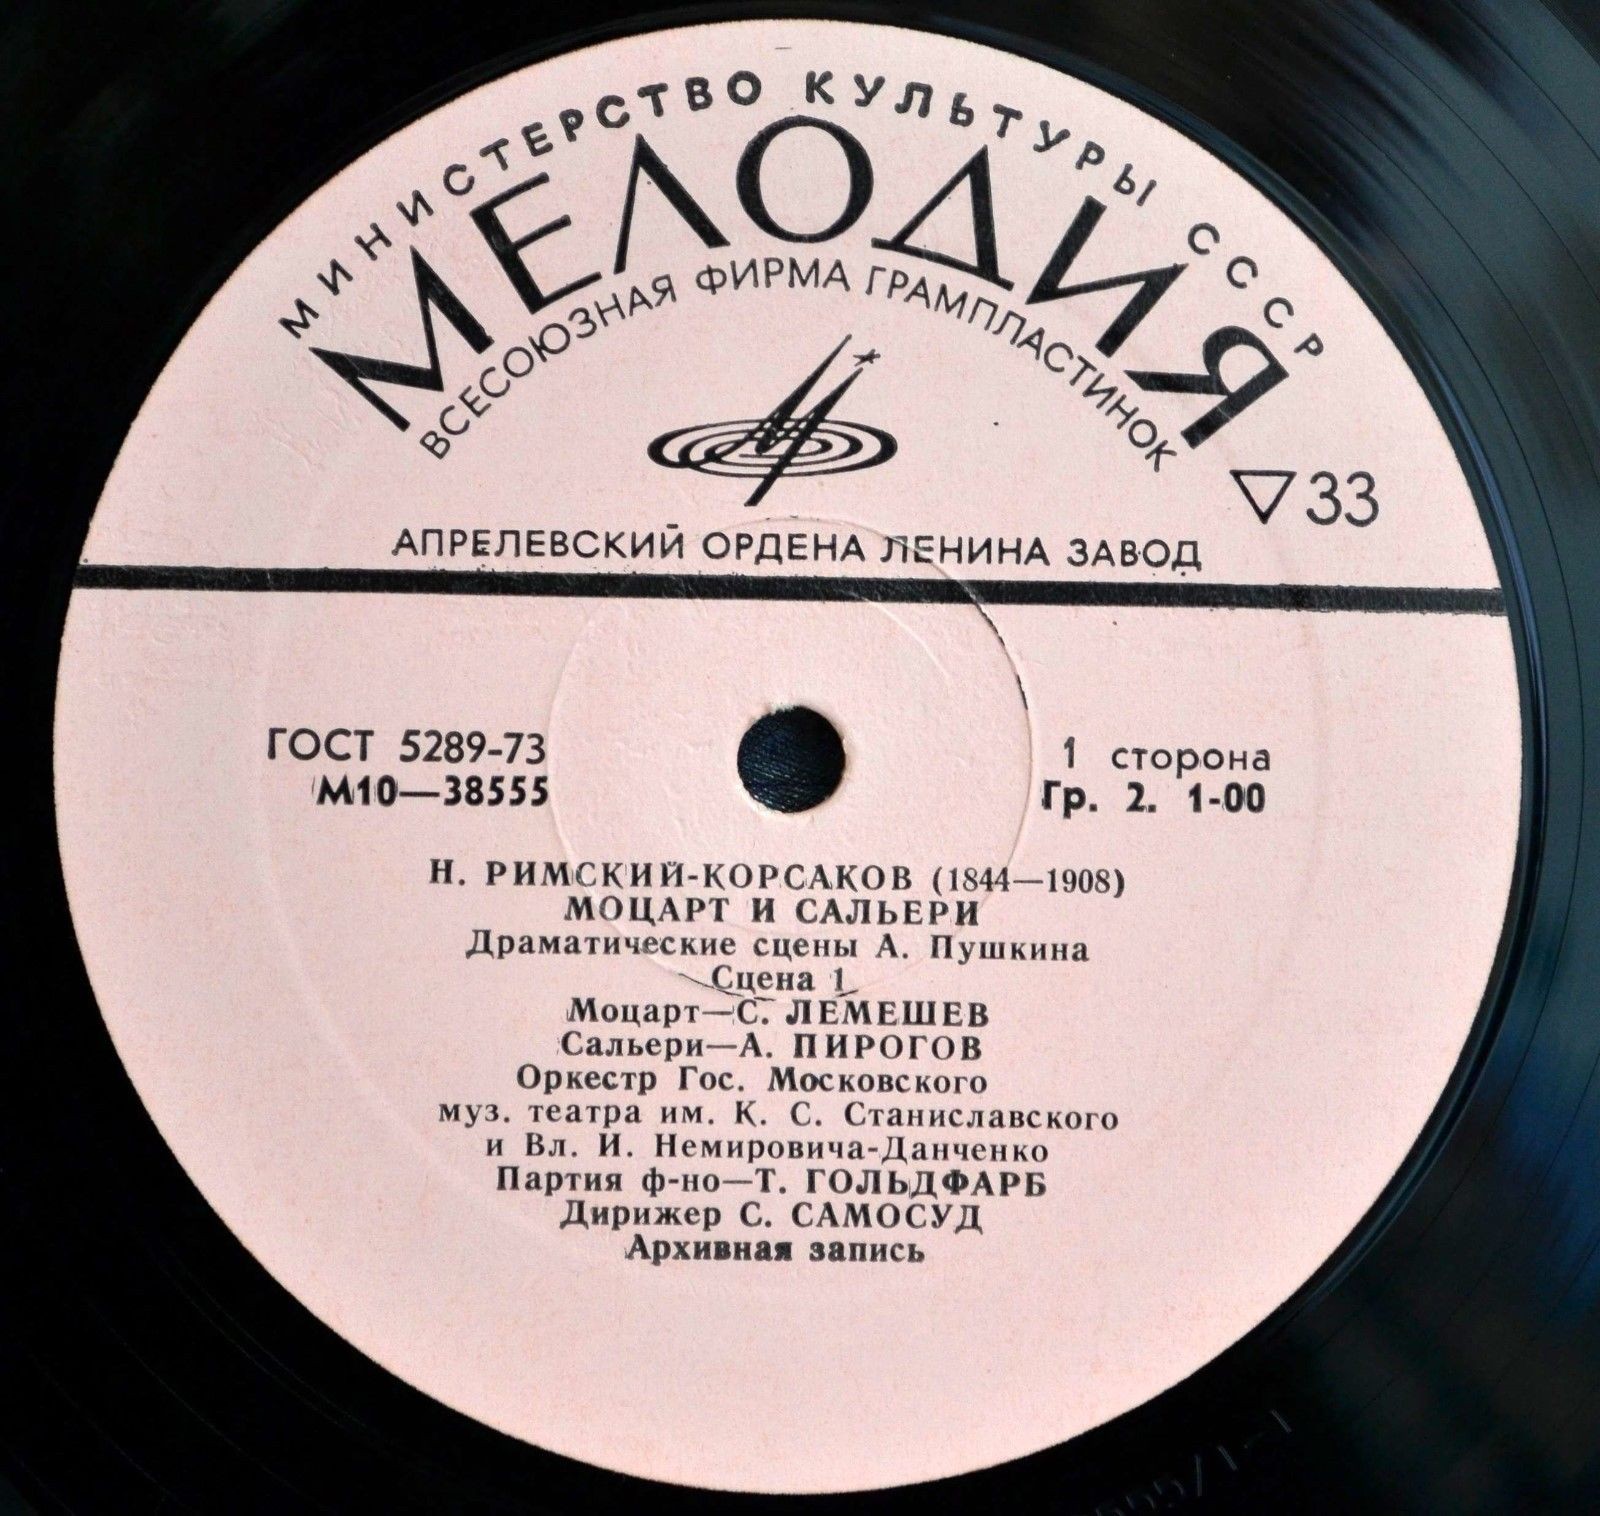 МИНИСТЕРСТВО КУЛЬТУРЫ СССР
МЕЛОДИЯ
ВСЕСОЮЗНАЯ ФИРМА ГРАМПЛАСТИНОК
33
АПРЕЛЕВСКИЙ ОРДЕНА ЛЕНИНА ЗАВОД
ГОСТ 5289-73
М10—38555
1 сторона
Гр. 2. 1-00
Н. РИМСКИЙ-КОРСАКОВ (1844—1908)
МОЦАРТ И САЛЬЕРИ
Драматические сцены А. Пушкина
Сцена 1
Моцарт—С. ЛЕМЕШЕВ
Сальери—А. ПИРОГОВ
Оркестр Гос. Московского
муз. театра им. К. С. Станиславского
и Вл. И. Немировича-Данченко
Партия ф-но—Т. ГОЛЬДФАРБ
Дирижер С. САМОСУД
Архивная запись